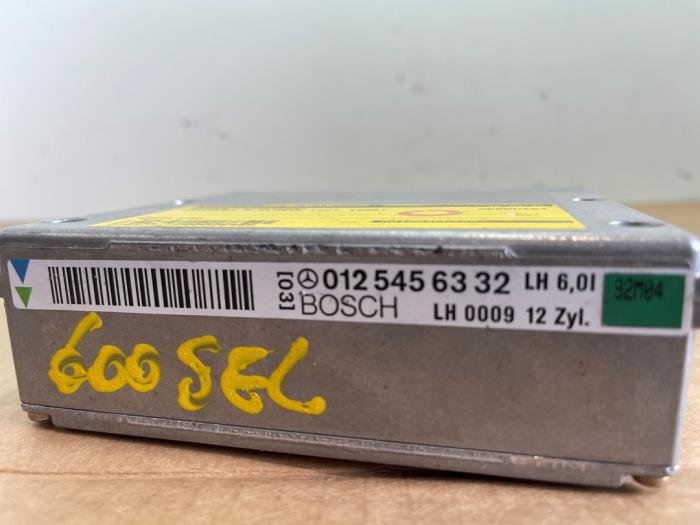 [03] 012 545 63 32 LH 6,0l 92M04
BOSCH LH 0009 12 Zyl.
600 SEL